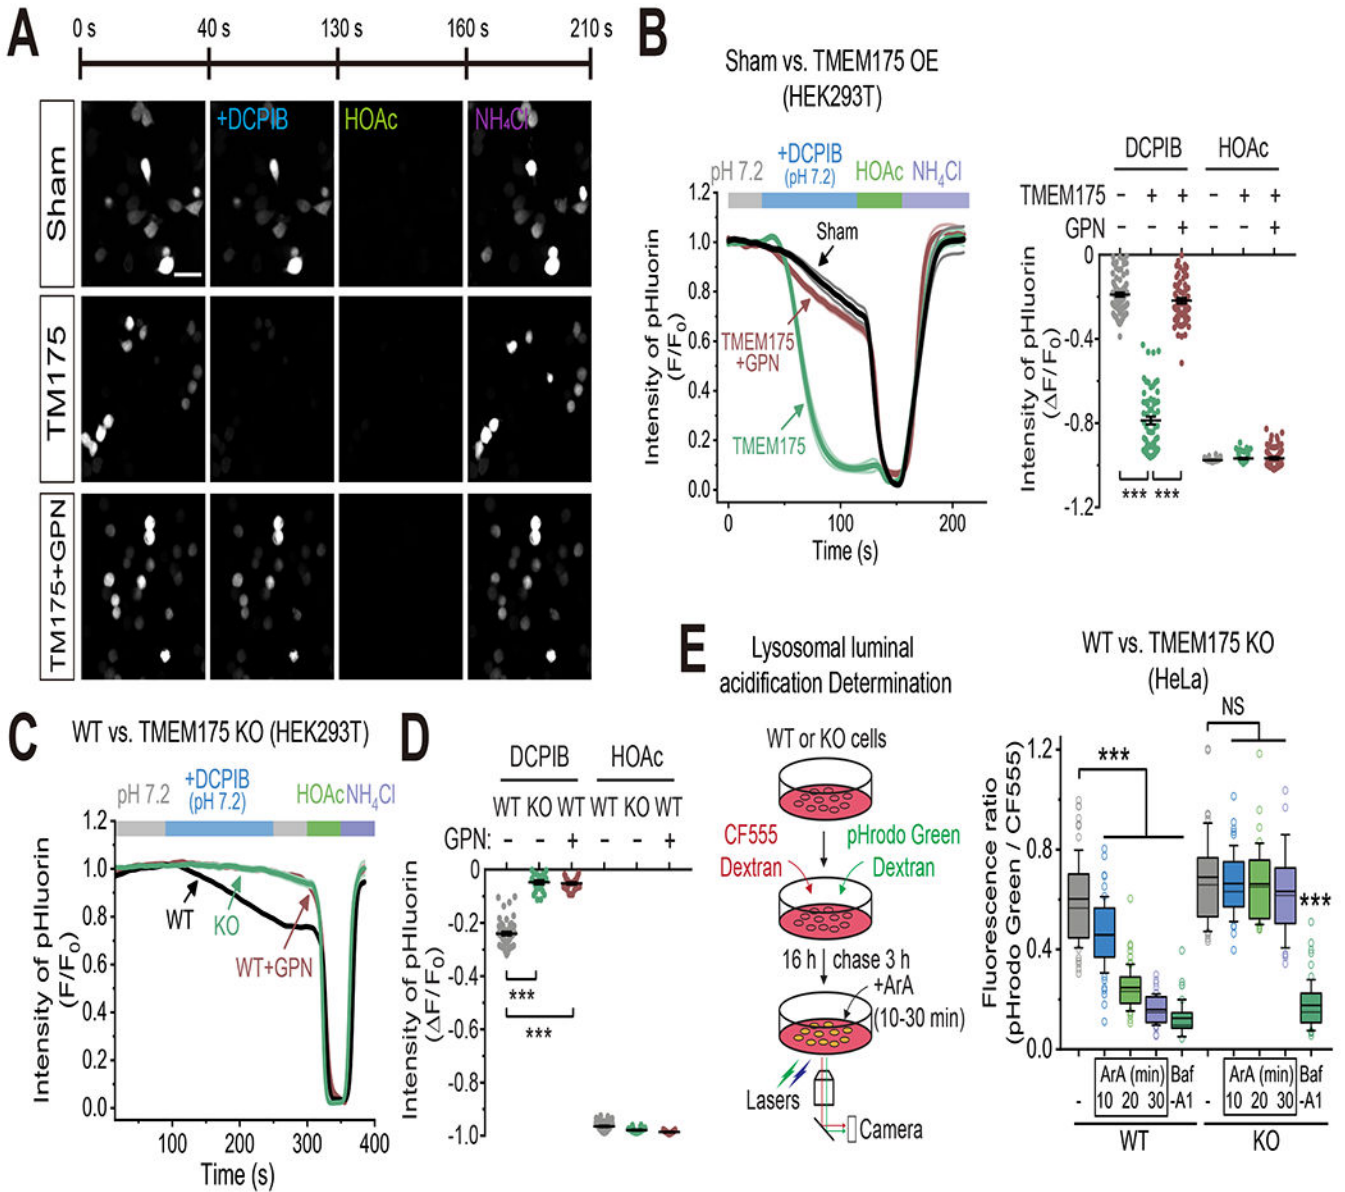 A
0 s 40 s 130 s 160 s 210 s
+DCPIB HOAc NH₄Cl
Sham
TM175
TM175+GPN
B
Sham vs. TMEM175 OE
(HEK293T)
pH 7.2 +DCPIB (pH 7.2) HOAc NH₄Cl
Intensity of pHluorin
(F/F₀)
1.2
1.0
0.8
0.6
0.4
0.2
0.0
Sham
TMEM175
+GPN
TMEM175
0 100 200
Time (s)
DCPIB HOAc
TMEM175 - + + - + +
GPN - - + - - +
Intensity of pHluorin
(ΔF/F₀)
0
-0.4
-0.8
-1.2
*** ***
C
WT vs. TMEM175 KO (HEK293T)
pH 7.2 +DCPIB (pH 7.2) HOAc NH₄Cl
Intensity of pHluorin
(F/F₀)
1.2
1.0
0.8
0.6
0.4
0.2
0.0
WT
KO
WT+GPN
100 200 300 400
Time (s)
D
DCPIB HOAc
WT KO WT WT KO WT
GPN: - - + - - +
Intensity of pHluorin
(ΔF/F₀)
0
-0.2
-0.4
-0.6
-0.8
-1.0
***
***
E
Lysosomal luminal
acidification Determination
WT or KO cells
CF555 pHrodo Green
Dextran Dextran
16 h chase 3 h
+ArA
(10-30 min)
Lasers
Camera
WT vs. TMEM175 KO
(HeLa)
Fluorescence ratio
(pHrodo Green / CF555)
1.2
0.8
0.4
0.0
***
NS
***
- ArA (min) Baf - ArA (min) Baf
10 20 30 -A1 10 20 30 -A1
WT KO